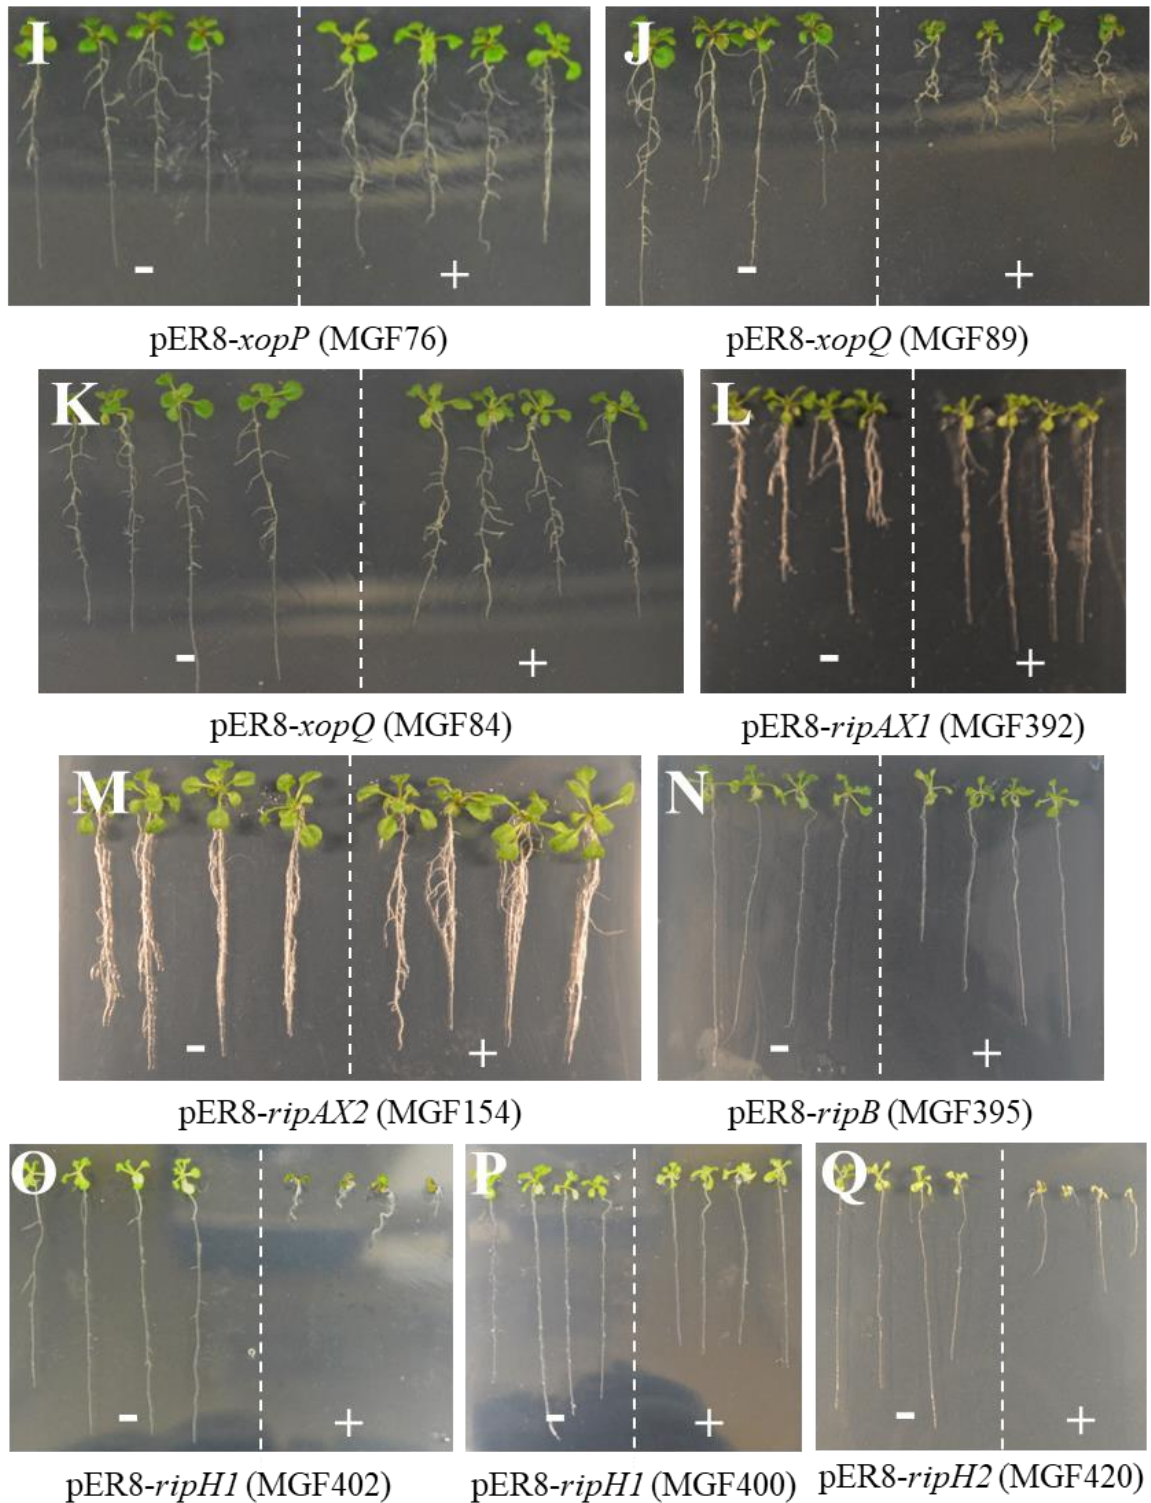 I
J
- +
- +
pER8-xopP (MGF76)
pER8-xopQ (MGF89)
K
L
- +
- +
pER8-xopQ (MGF84)
pER8-ripAX1 (MGF392)
M
N
- +
- +
pER8-ripAX2 (MGF154)
pER8-ripB (MGF395)
O
P
Q
- +
- +
- +
pER8-ripH1 (MGF402)
pER8-ripH1 (MGF400)
pER8-ripH2 (MGF420)